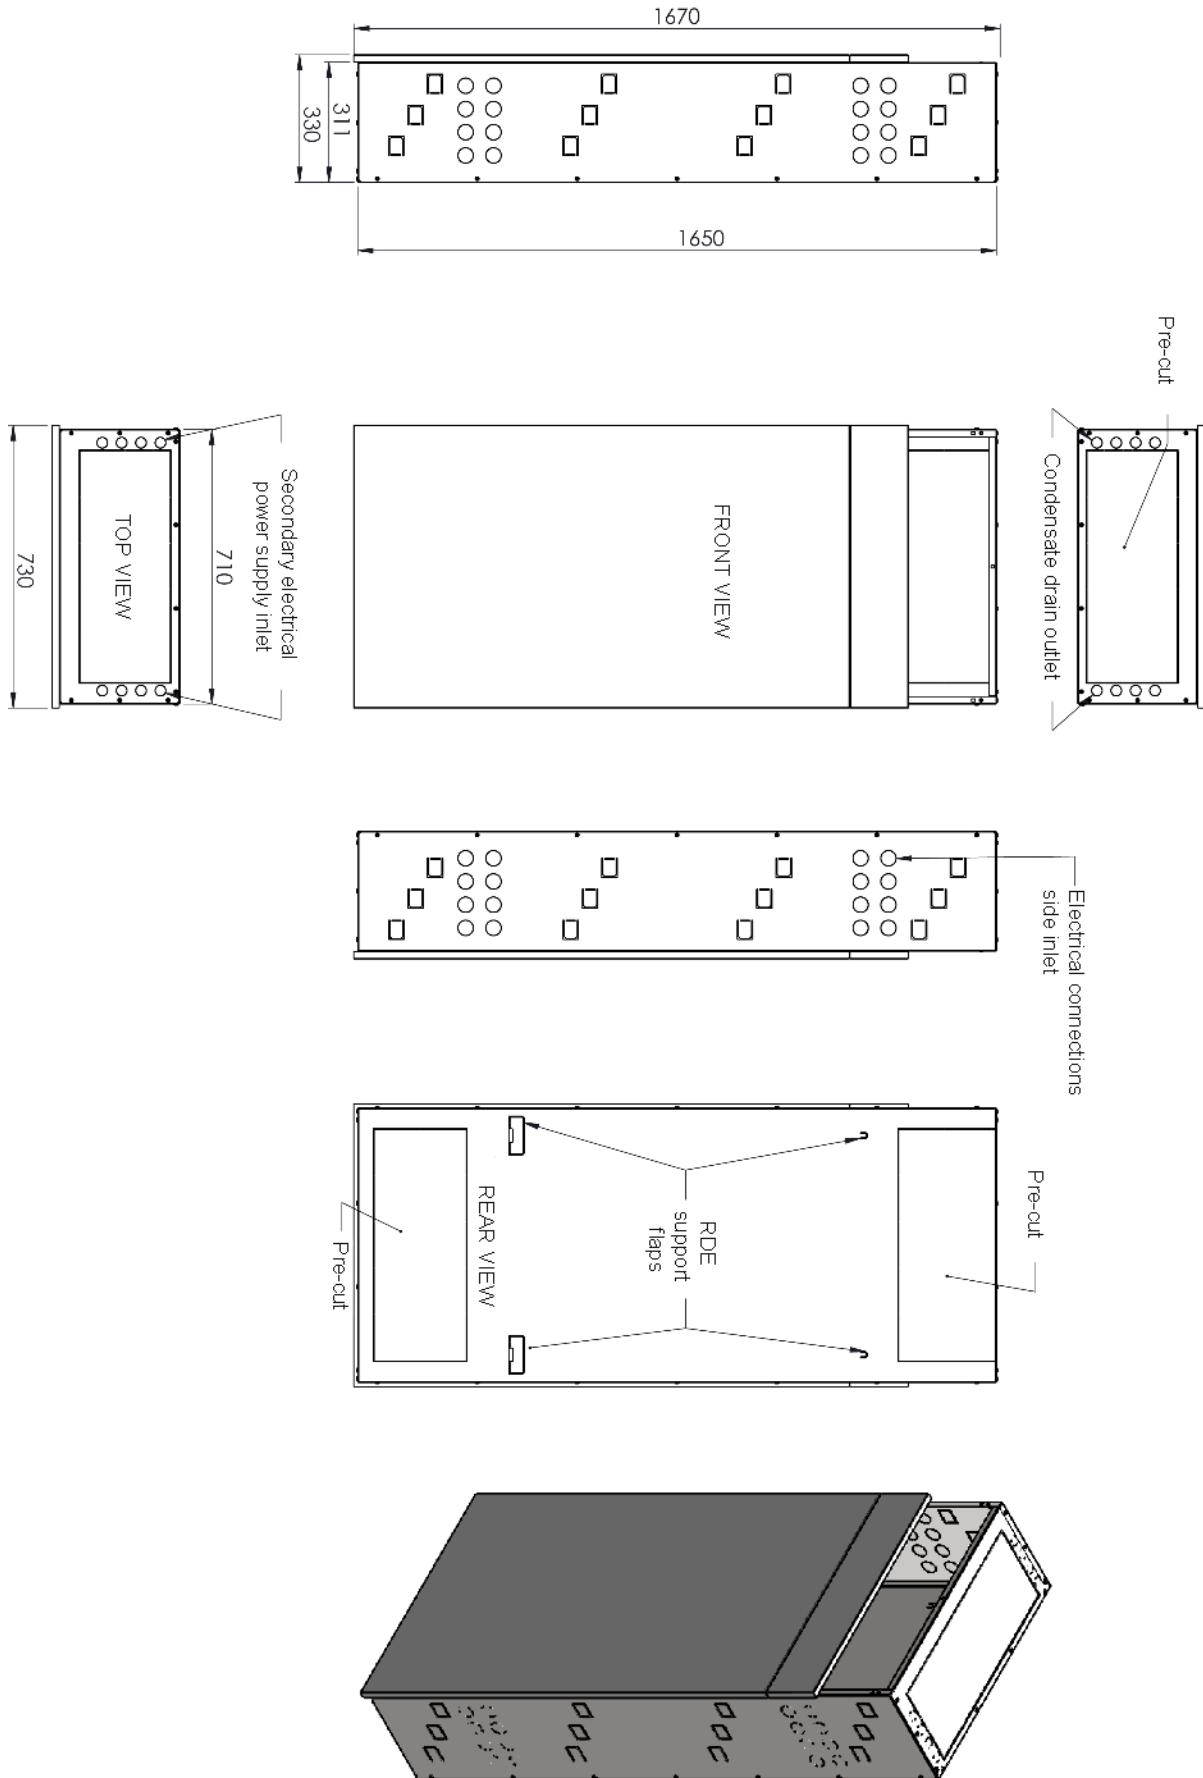 1670
330
311
1650
Pre-cut
Condensate drain outlet
FRONT VIEW
Secondary electrical
power supply inlet
710
TOP VIEW
730
Electrical connections
side inlet
Pre-cut
RDE
support
flaps
REAR VIEW
Pre-cut